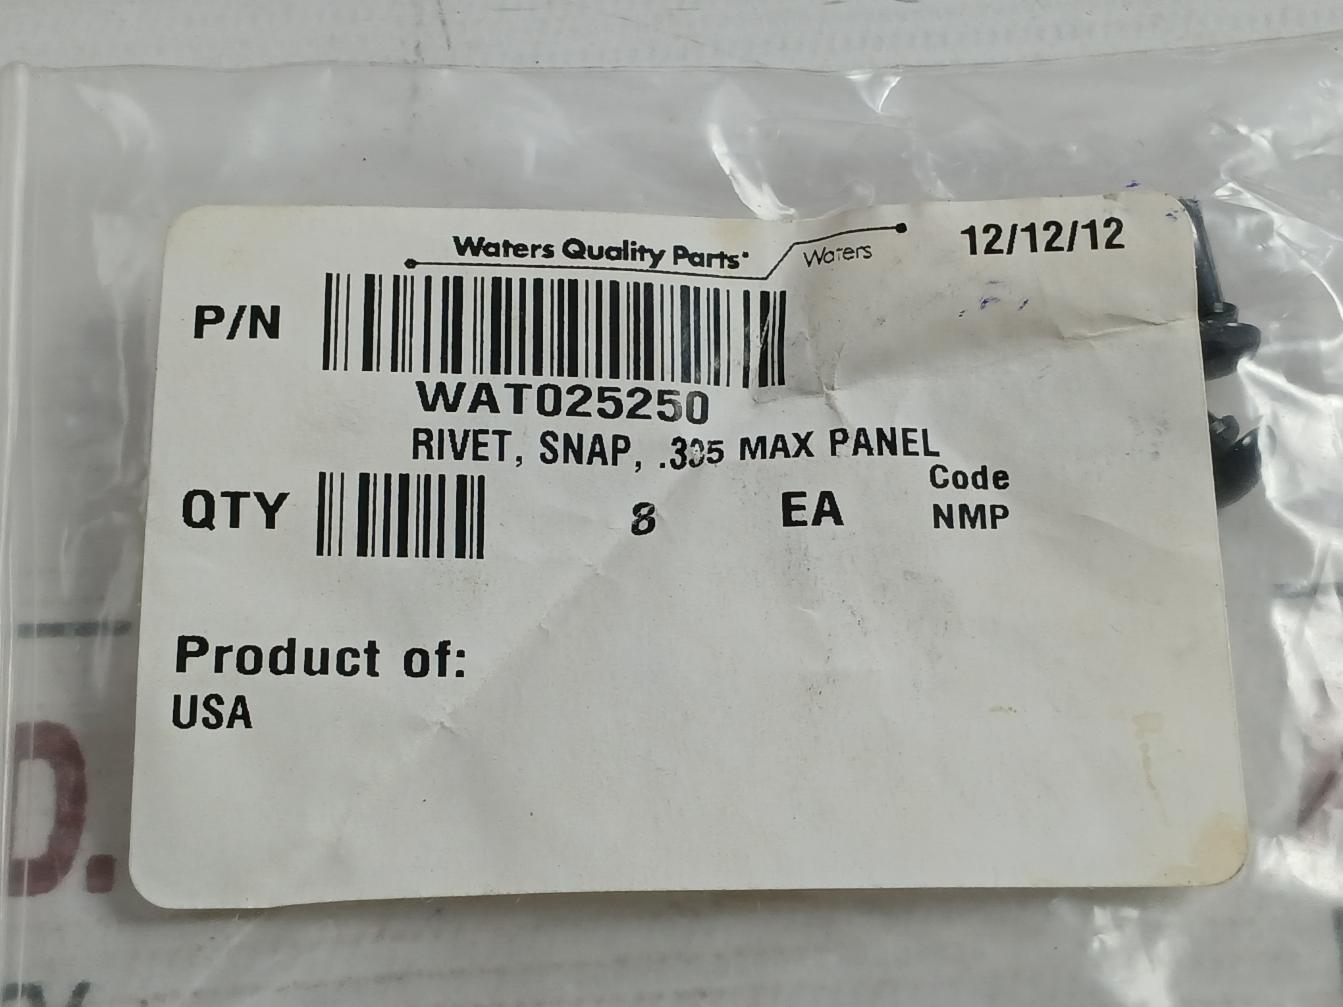 Waters Quality Parts
Waters
12/12/12
P/N
WAT025250
RIVET, SNAP, MAX PANEL
QTY 8 EA
Code
NMP
Product of:
USA